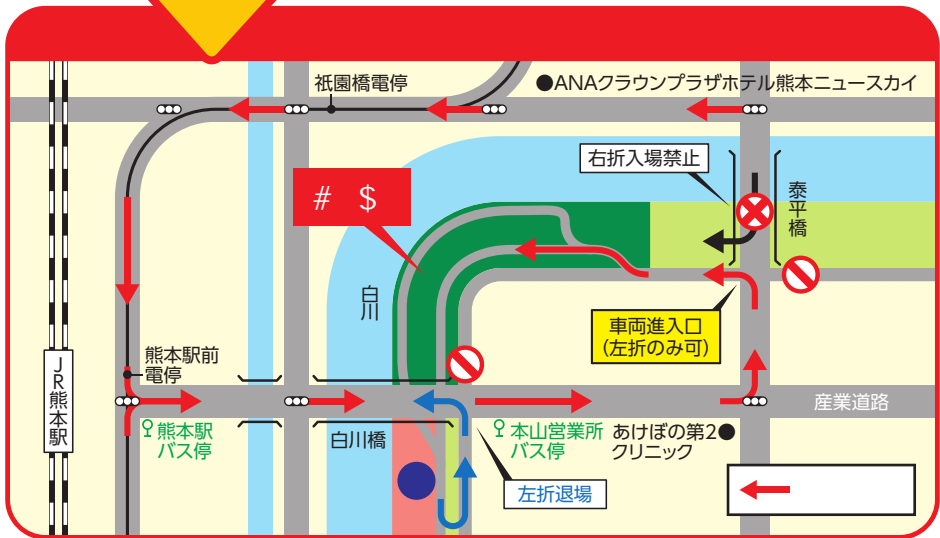 祇園橋電停
●ANAクラウンプラザホテル熊本ニュースカイ
右折入場禁止
# $
泰平橋
白川
車両進入口
(左折のみ可)
JR熊本駅
熊本駅前
電停
産業道路
熊本駅
バス停
白川橋
本山営業所
バス停
あけぼの第2●
クリニック
左折退場